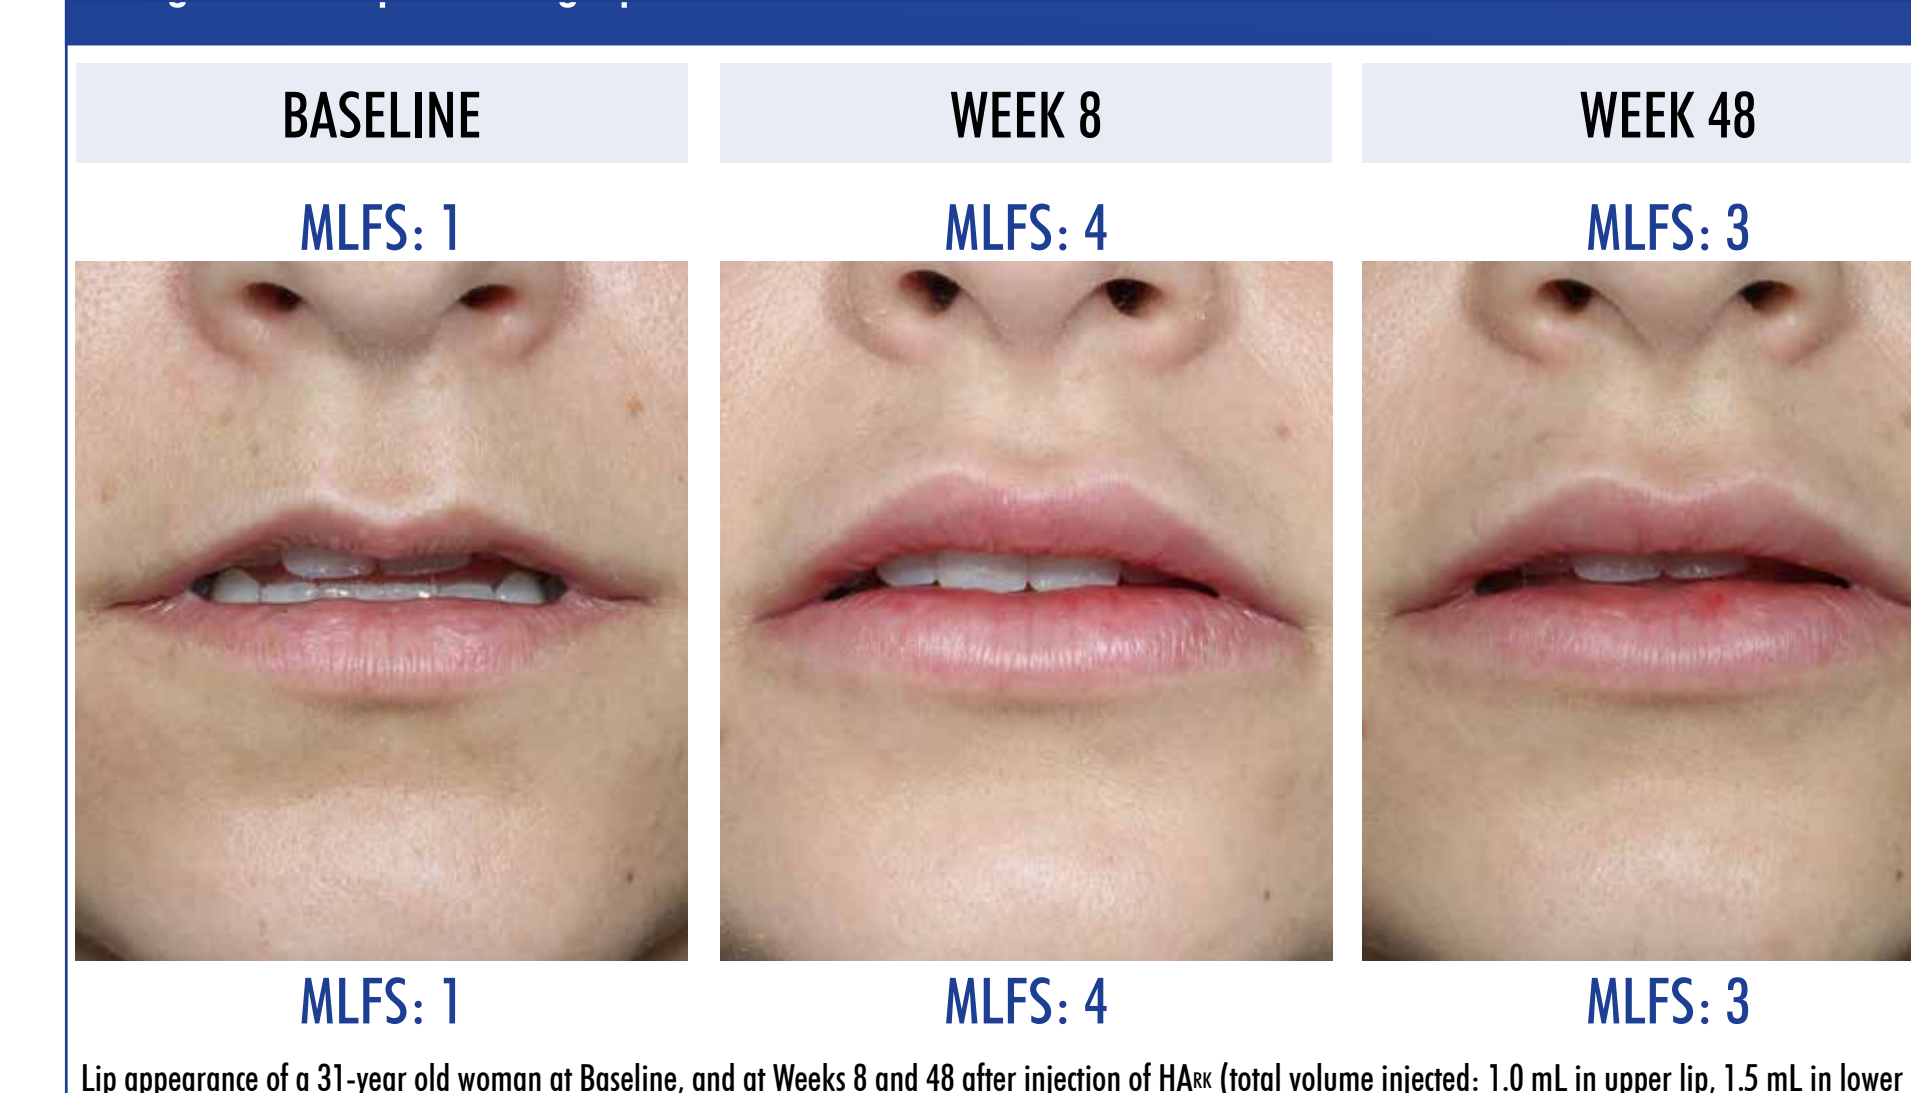 BASELINE WEEK 8 WEEK 48
MLFS: 1 MLFS: 4 MLFS: 3
MLFS: 1 MLFS: 4 MLFS: 3
Lip appearance of a 31-year old woman at Baseline, and at Weeks 8 and 48 after injection of HARK (total volume injected: 1.0 mL in upper lip, 1.5 mL in lower